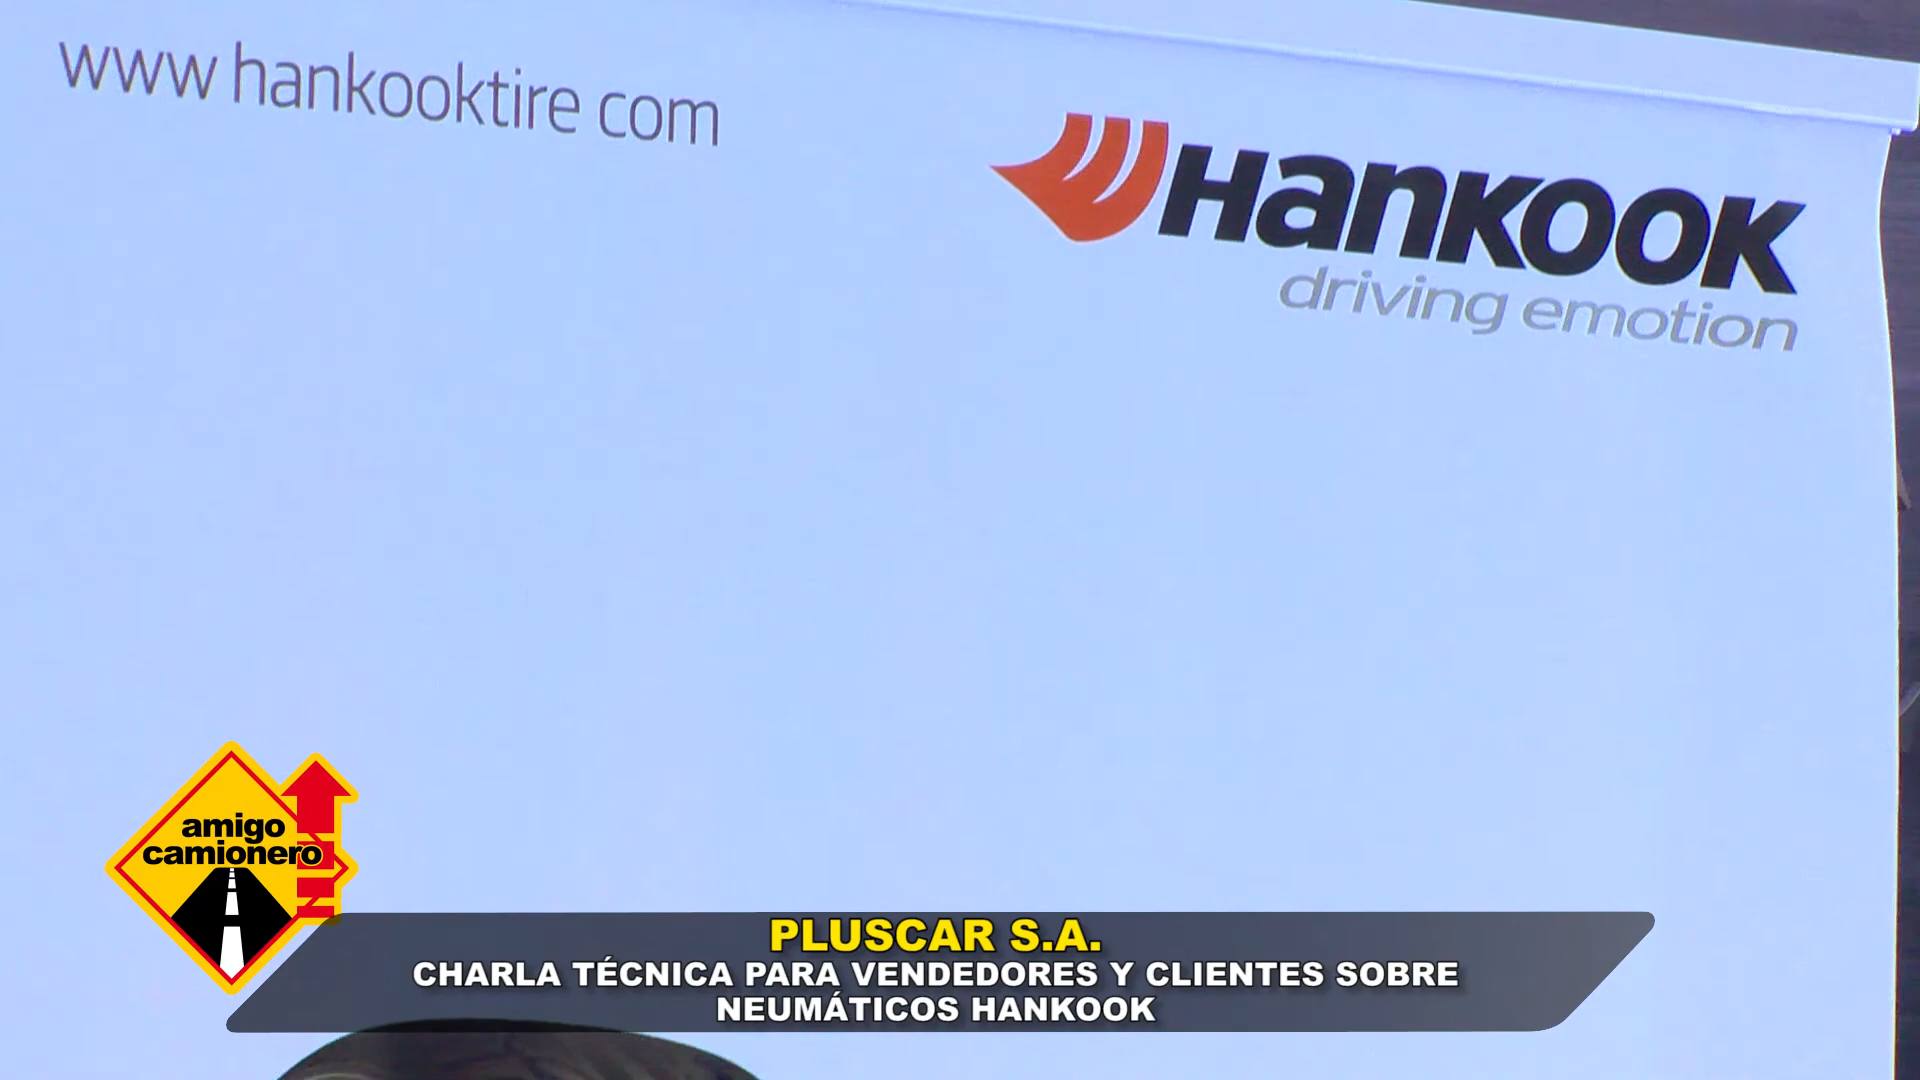 www hankooktire com
Hankook
driving emotion
amigo
camionero
PLUSCAR S.A.
CHARLA TÉCNICA PARA VENDEDORES Y CLIENTES SOBRE
NEUMÁTICOS HANKOOK